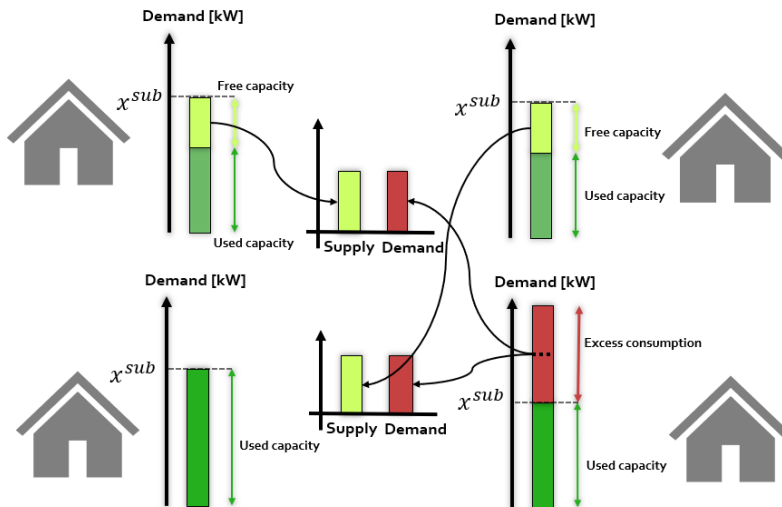 Demand [kW]
x^sub
Free capacity
Used capacity
Demand [kW]
x^sub
Free capacity
Used capacity
Supply Demand
Demand [kW]
x^sub
Used capacity
Demand [kW]
Excess consumption
x^sub
Used capacity
Supply Demand